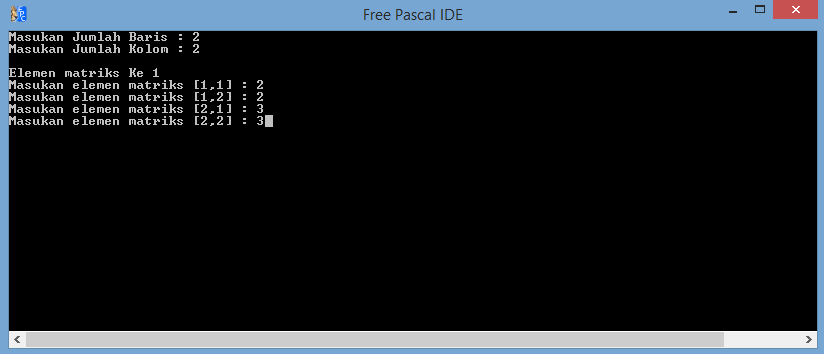 Free Pascal IDE
Masukan Jumlah Baris : 2
Masukan Jumlah Kolom : 2
Elemen matriks Ke 1
Masukan elemen matriks [1,1] : 2
Masukan elemen matriks [1,2] : 2
Masukan elemen matriks [2,1] : 3
Masukan elemen matriks [2,2] : 3